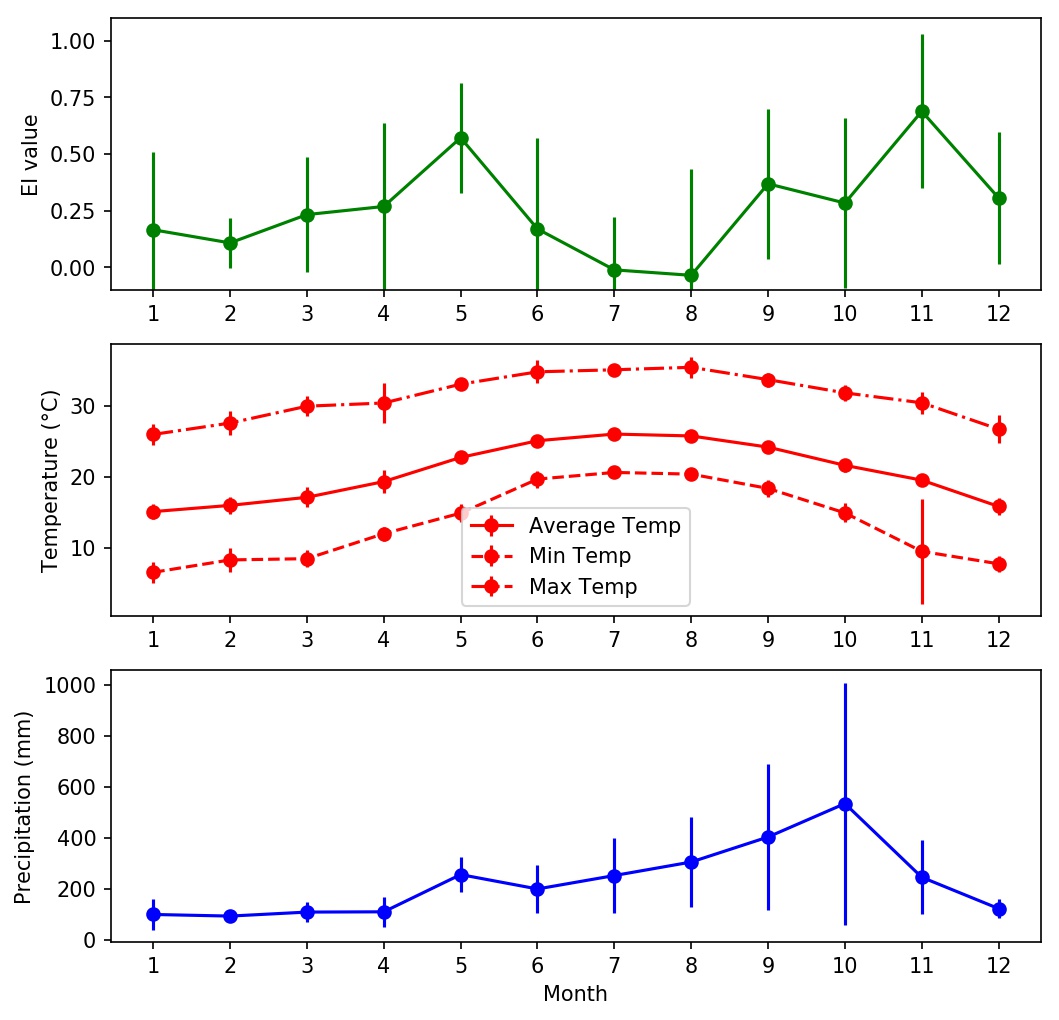 1.00
0.75
0.50
0.25
0.00
EI value
1 2 3 4 5 6 7 8 9 10 11 12
30
20
10
Temperature (°C)
Average Temp
Min Temp
Max Temp
1 2 3 4 5 6 7 8 9 10 11 12
1000
800
600
400
200
0
Precipitation (mm)
1 2 3 4 5 6 7 8 9 10 11 12
Month